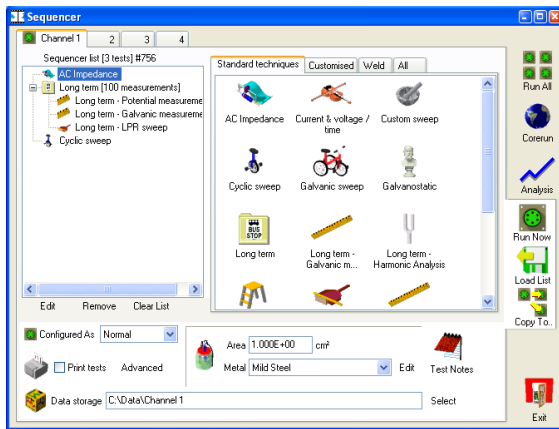 Sequencer
Channel 1
2
3
4
Sequencer list [3 tests] #756
AC Impedance
Long term [100 measurements]
Long term - Potential measureme
Long term - Galvanic measureme
Long term - LPR sweep
Cyclic sweep
Edit
Remove
Clear List
Standard techniques
Customised
Weld
All
AC Impedance
Current & voltage / time
Custom sweep
Cyclic sweep
Galvanic sweep
Galvanostatic
BUS STOP
Long term
Long term - Galvanic m...
Long term - Harmonic Analysis
Run All
Corerun
Analysis
Run Now
Load List
Copy To..
Exit
Configured As
Normal
Print tests
Advanced
Area
1.000E+00
cm²
Metal
Mild Steel
Edit
Test Notes
Data storage
C:\Data\Channel 1
Select